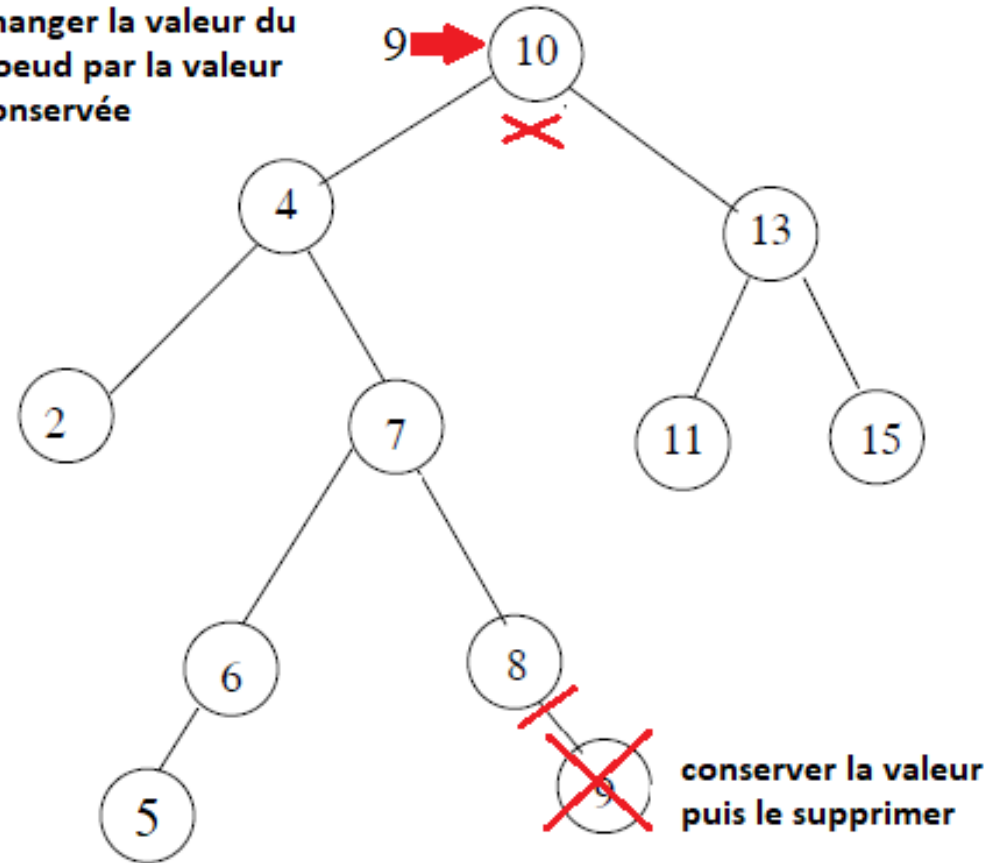 hanger la valeur du
oeud par la valeur
onservée
9 10
4
13
2
7
11 15
6 8
5
9
conserver la valeur
puis le supprimer